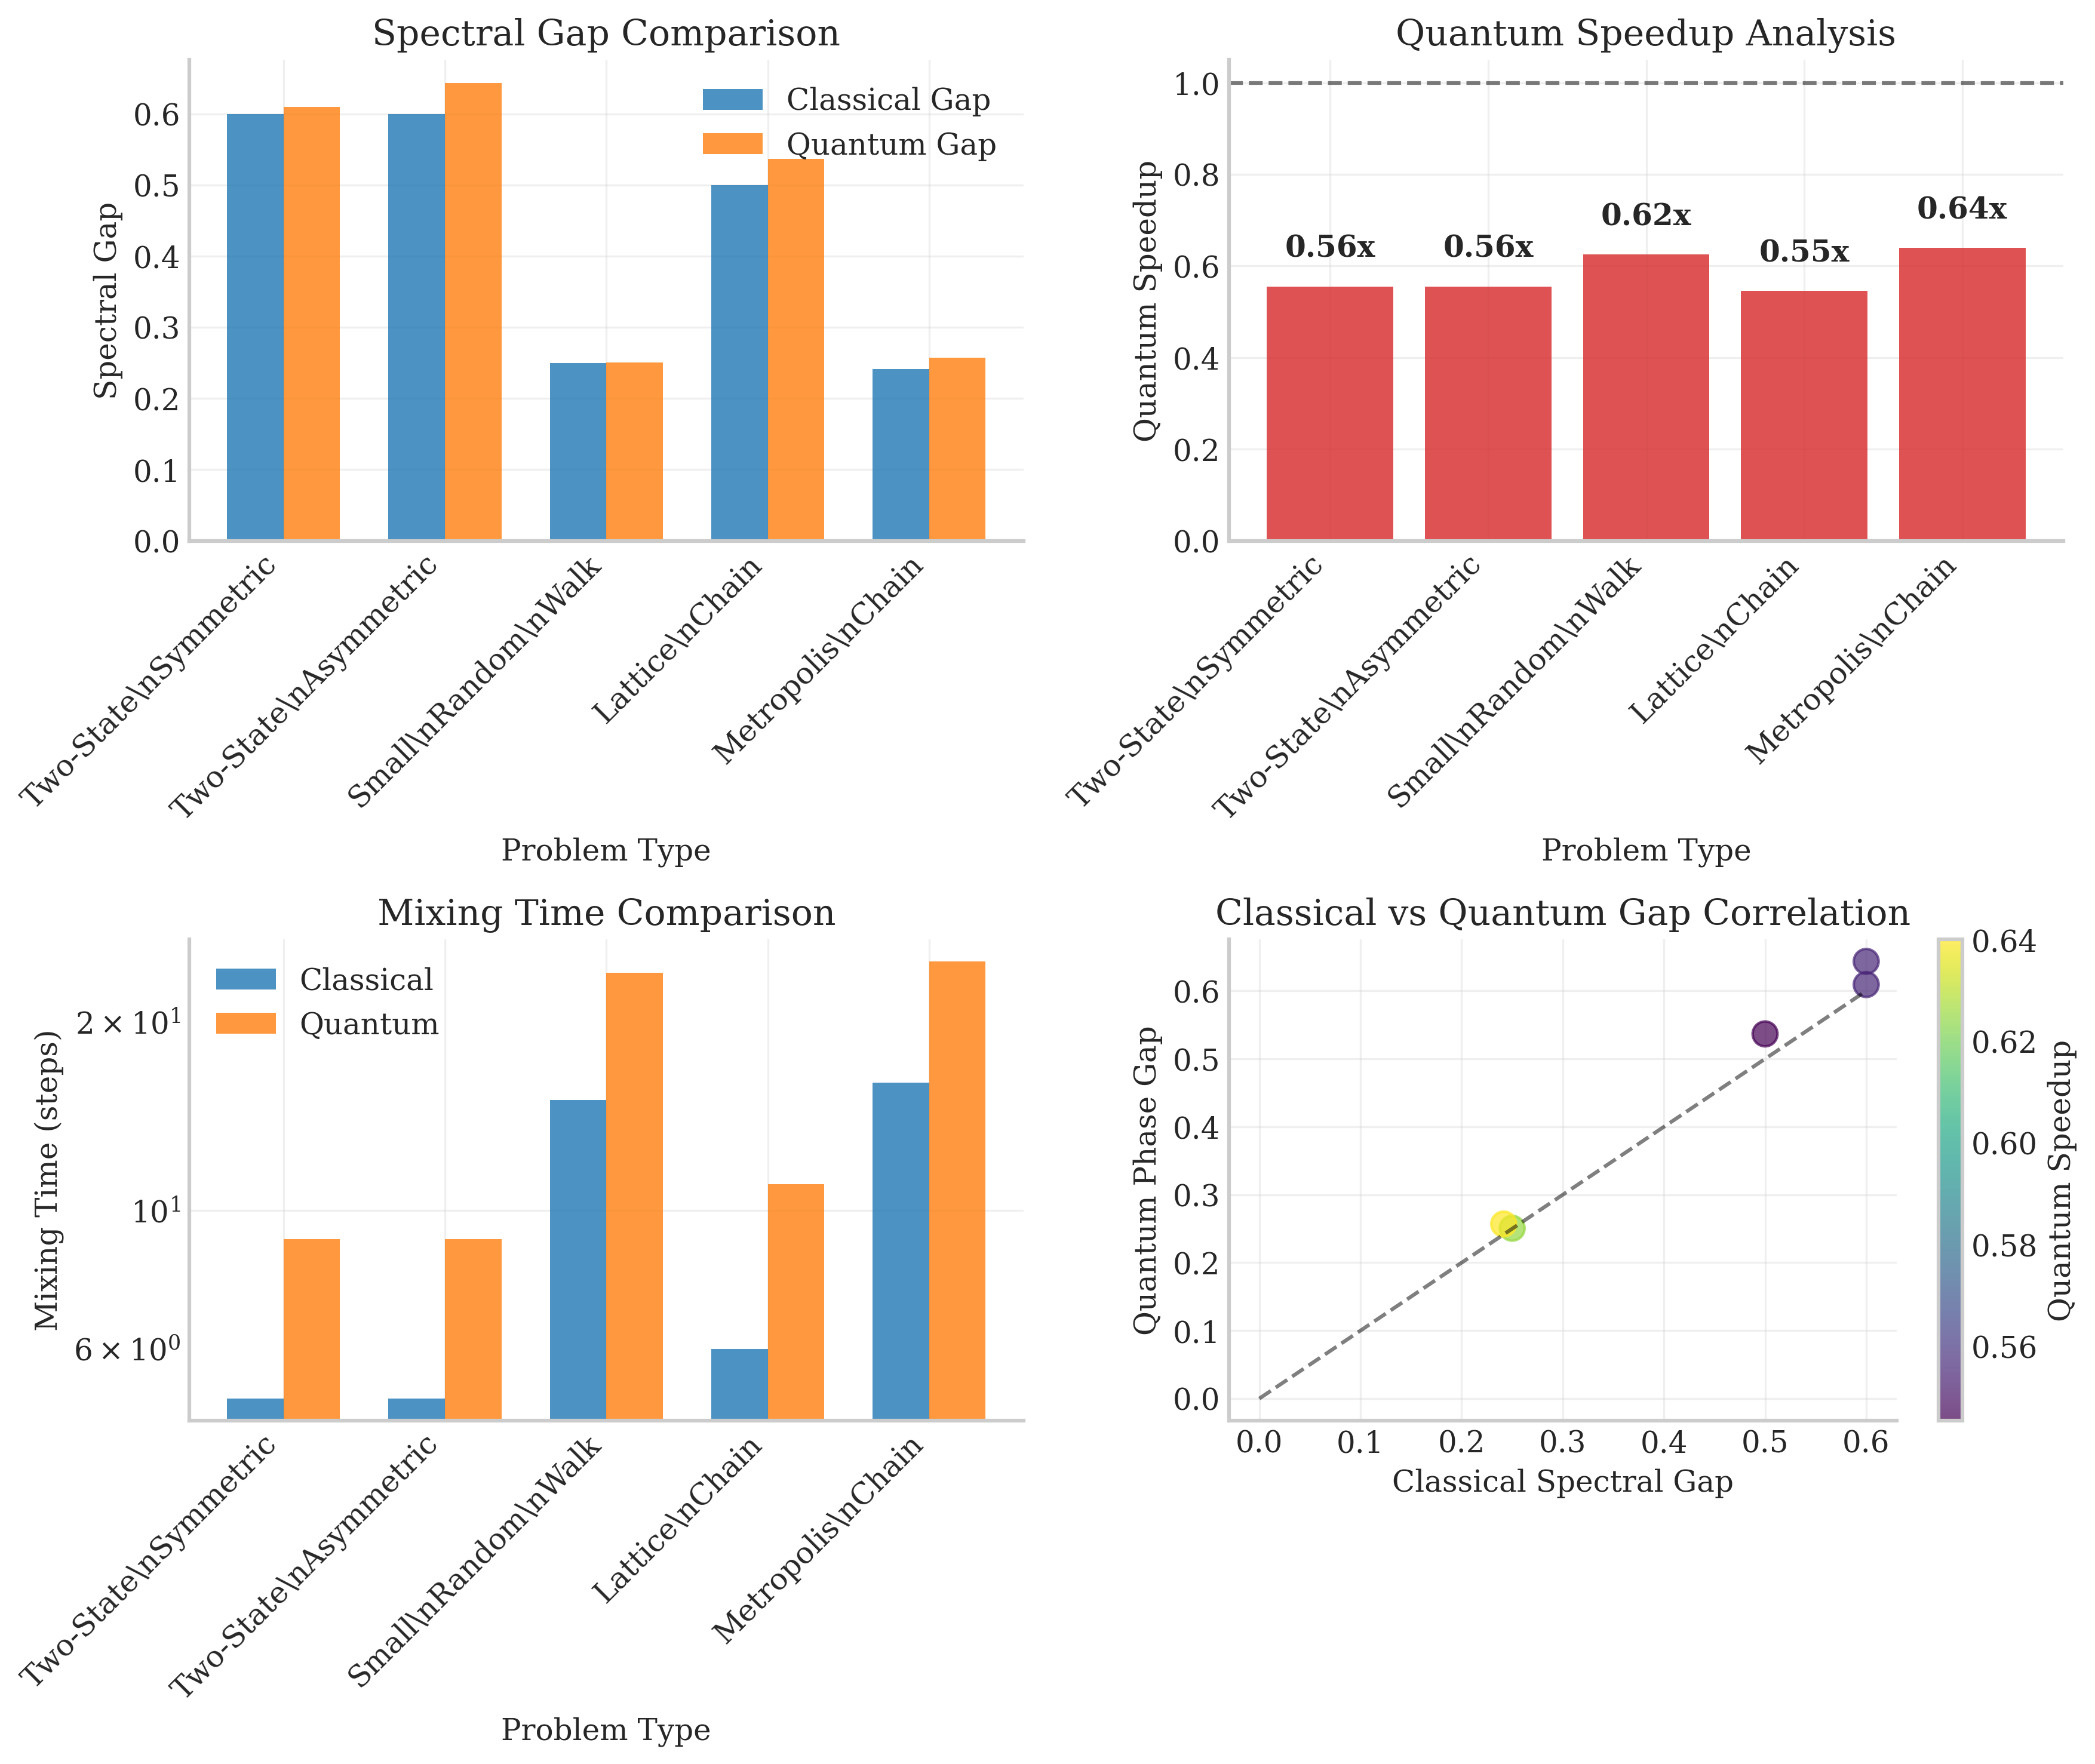 Spectral Gap Comparison
Spectral Gap
0.6
0.5
0.4
0.3
0.2
0.1
0.0
Classical Gap
Quantum Gap
Two-State\nSymmetric
Two-State\nAsymmetric
Small\nRandom\nWalk
Lattice\nChain
Metropolis\nChain
Problem Type
Quantum Speedup Analysis
Quantum Speedup
1.0
0.8
0.6
0.4
0.2
0.0
0.56x
0.56x
0.62x
0.55x
0.64x
Two-State\nSymmetric
Two-State\nAsymmetric
Small\nRandom\nWalk
Lattice\nChain
Metropolis\nChain
Problem Type
Mixing Time Comparison
Mixing Time (steps)
2 × 10¹
10¹
6 × 10⁰
Classical
Quantum
Two-State\nSymmetric
Two-State\nAsymmetric
Small\nRandom\nWalk
Lattice\nChain
Metropolis\nChain
Problem Type
Classical vs Quantum Gap Correlation
Quantum Phase Gap
0.6
0.5
0.4
0.3
0.2
0.1
0.0
0.0 0.1 0.2 0.3 0.4 0.5 0.6
Classical Spectral Gap
0.64
0.62
0.60
0.58
0.56
Quantum Speedup